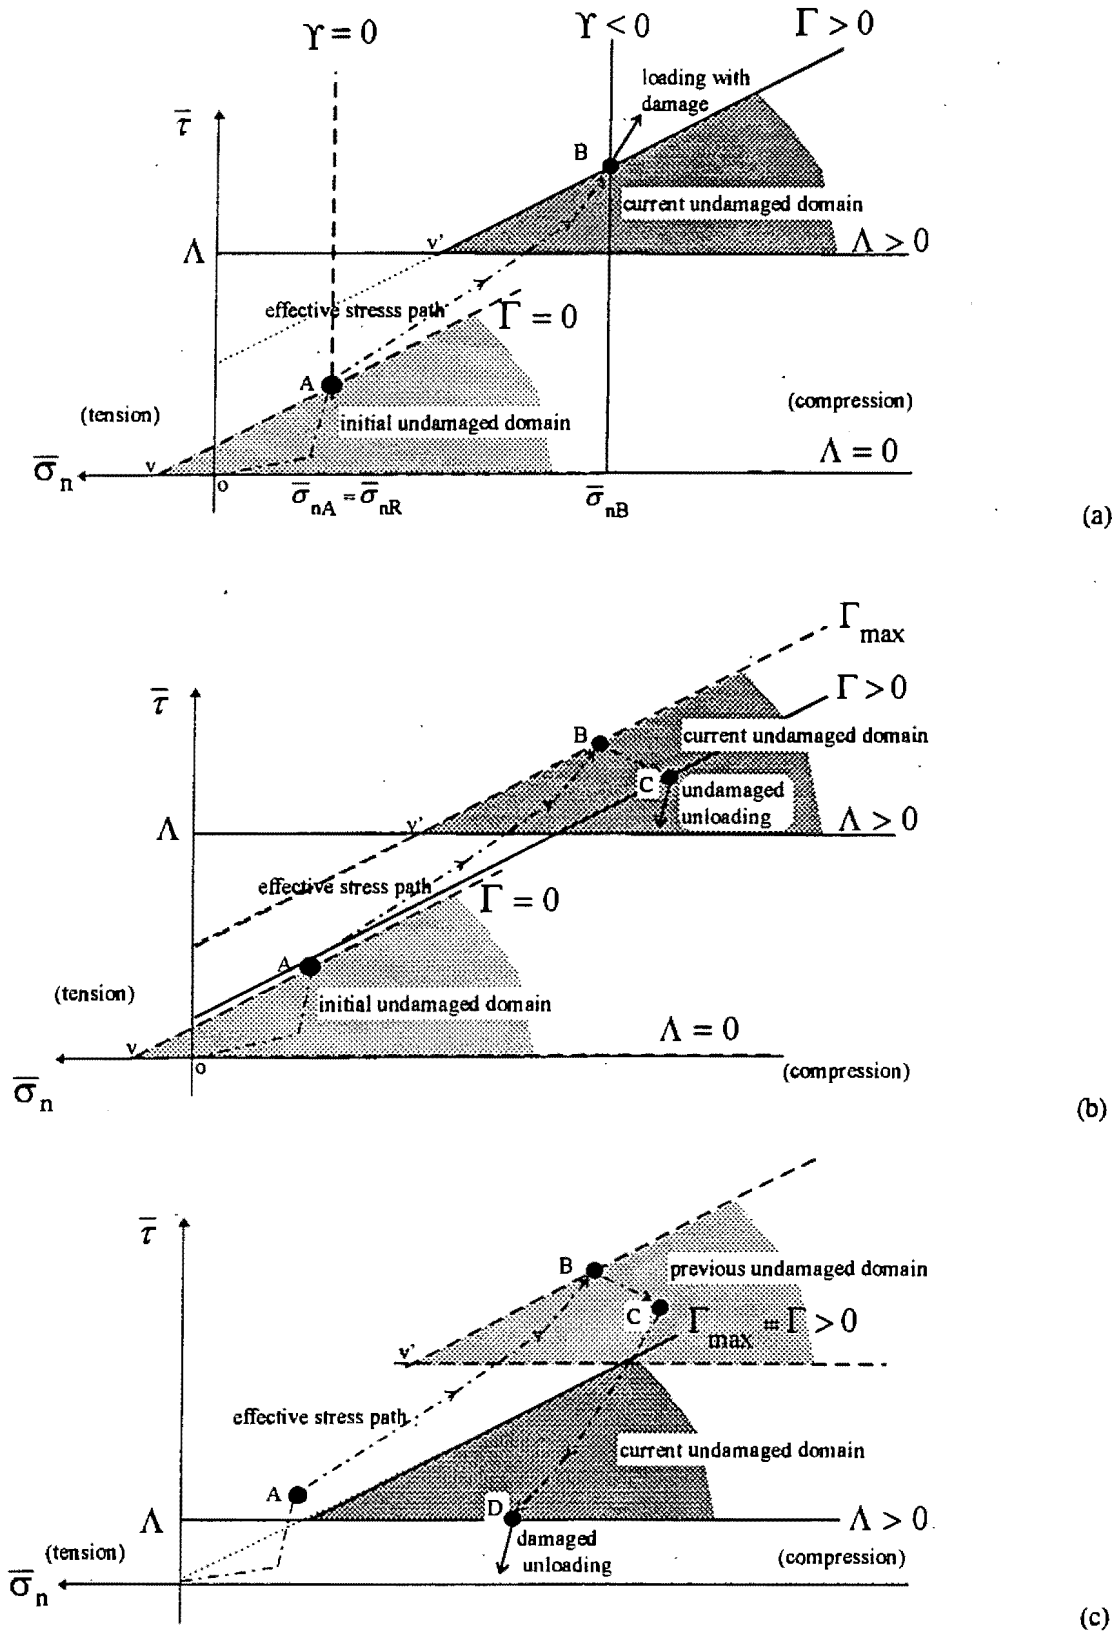 ϒ = 0
ϒ < 0
Γ > 0
loading with
damage
τ̅
B
current undamaged domain
Λ
v'
Λ > 0
effective stresss path
Γ = 0
A
(tension)
initial undamaged domain
(compression)
Λ = 0
v
σ̅n
o
σ̅nA = σ̅nR
σ̅nB
(a)
Γmax
τ̅
Γ > 0
B
current undamaged domain
C
undamaged
unloading
Λ
v'
Λ > 0
effective stress path
Γ = 0
A
(tension)
initial undamaged domain
Λ = 0
v
o
(compression)
σ̅n
(b)
τ̅
B
previous undamaged domain
C
Γmax ≡ Γ > 0
v'
effective stress path
current undamaged domain
A
D
Λ
Λ > 0
damaged
unloading
(tension)
(compression)
σ̅n
(c)